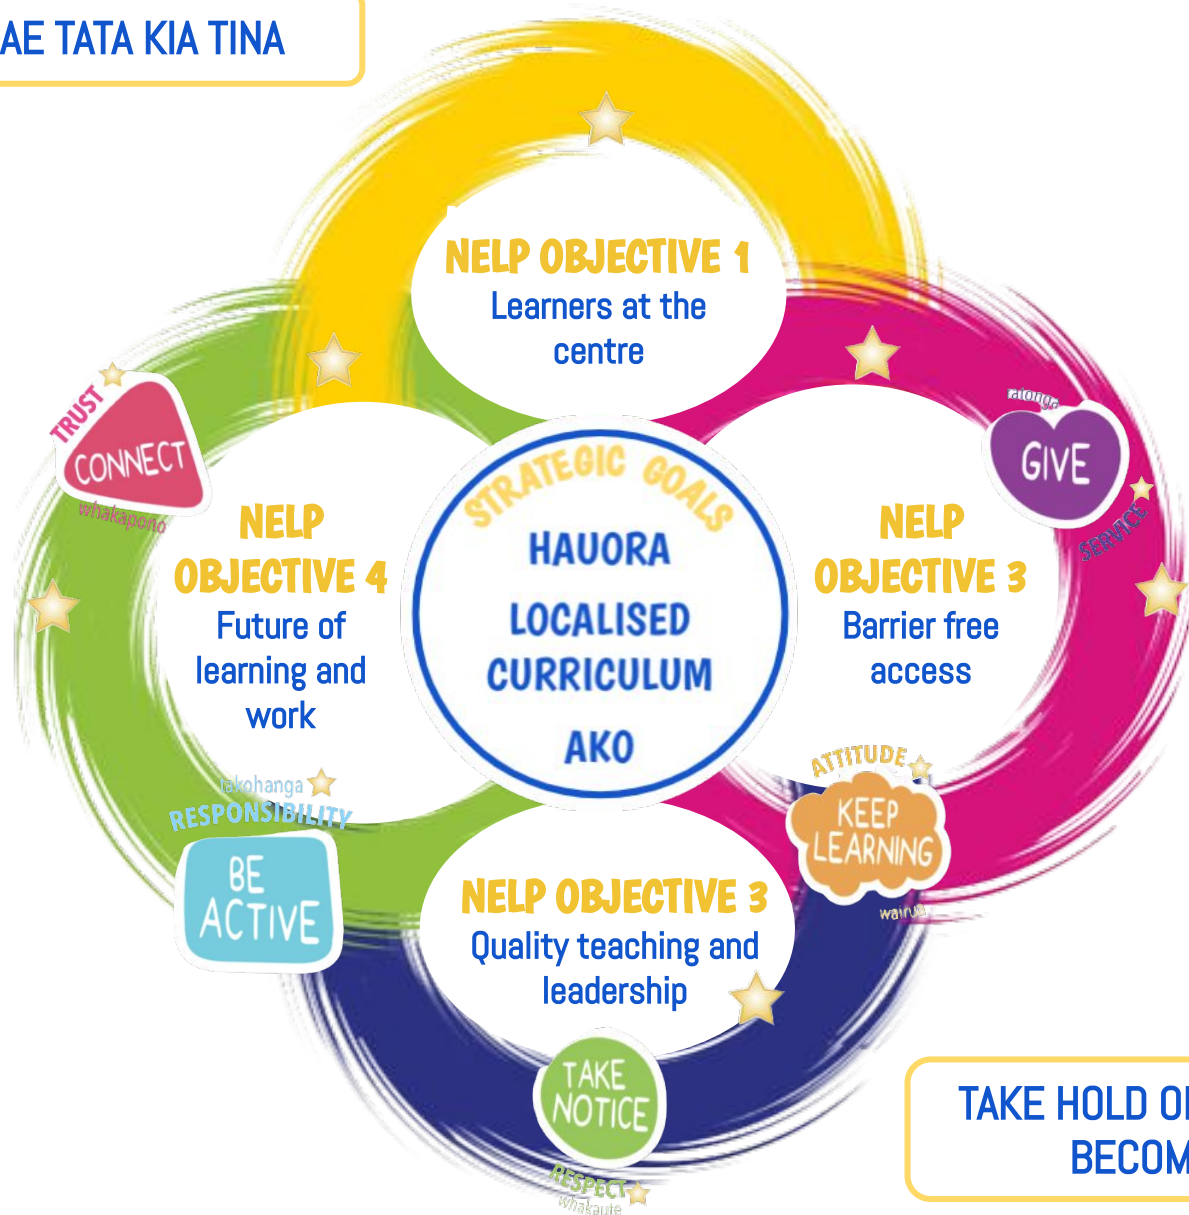 AE TATA KIA TINA
NELP OBJECTIVE 1
Learners at the
centre
TRUST
CONNECT
whakapono
GIVE
SERVICE
STRATEGIC GOALS
HAUORA
LOCALISED
CURRICULUM
AKO
NELP
OBJECTIVE 4
Future of
learning and
work
NELP
OBJECTIVE 3
Barrier free
access
takohanga
RESPONSIBILITY
BE
ACTIVE
ATTITUDE
KEEP
LEARNING
wairua
NELP OBJECTIVE 3
Quality teaching and
leadership
TAKE
NOTICE
RESPECT
whakaute
TAKE HOLD
BECOM